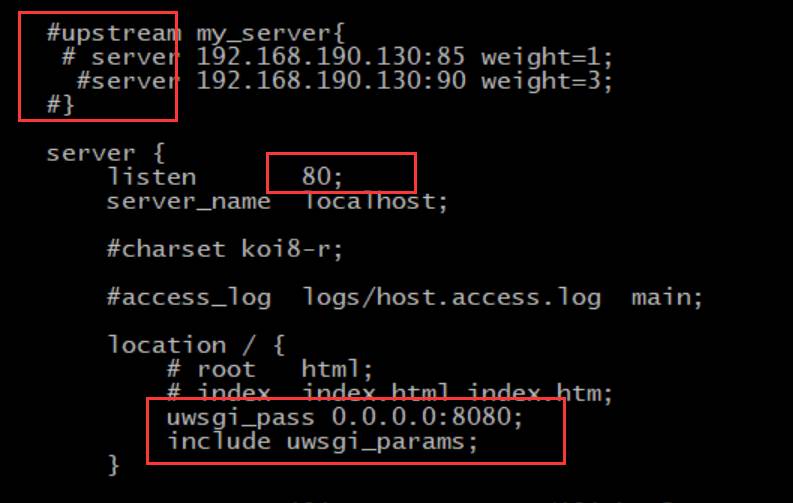 #upstream my_server{
# server 192.168.190.130:85 weight=1;
#server 192.168.190.130:90 weight=3;
#}
server {
listen 80;
server_name localhost;
#charset koi8-r;
#access_log logs/host.access.log main;
location / {
# root html;
# index index.html index.htm;
uwsgi_pass 0.0.0.0:8080;
include uwsgi_params;
}